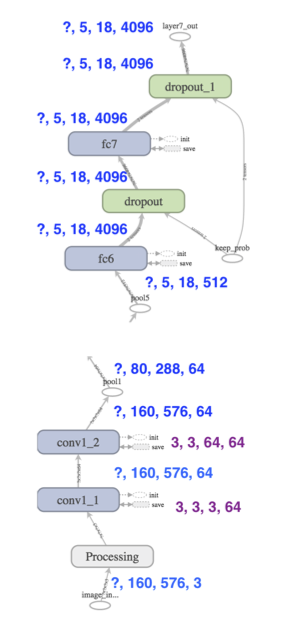 ?, 5, 18, 4096
layer7_out
?, 5, 18, 4096
dropout_1
?, 5, 18, 4096
init
fc7
save
?, 5, 18, 4096
dropout
?, 5, 18, 4096
keep_prob
init
fc6
save
?, 5, 18, 512
pool5
?, 80, 288, 64
pool1
?, 160, 576, 64
init
conv1_2
3, 3, 64, 64
save
?, 160, 576, 64
init
conv1_1
save
3, 3, 3, 64
Processing
?, 160, 576, 3
image_in...